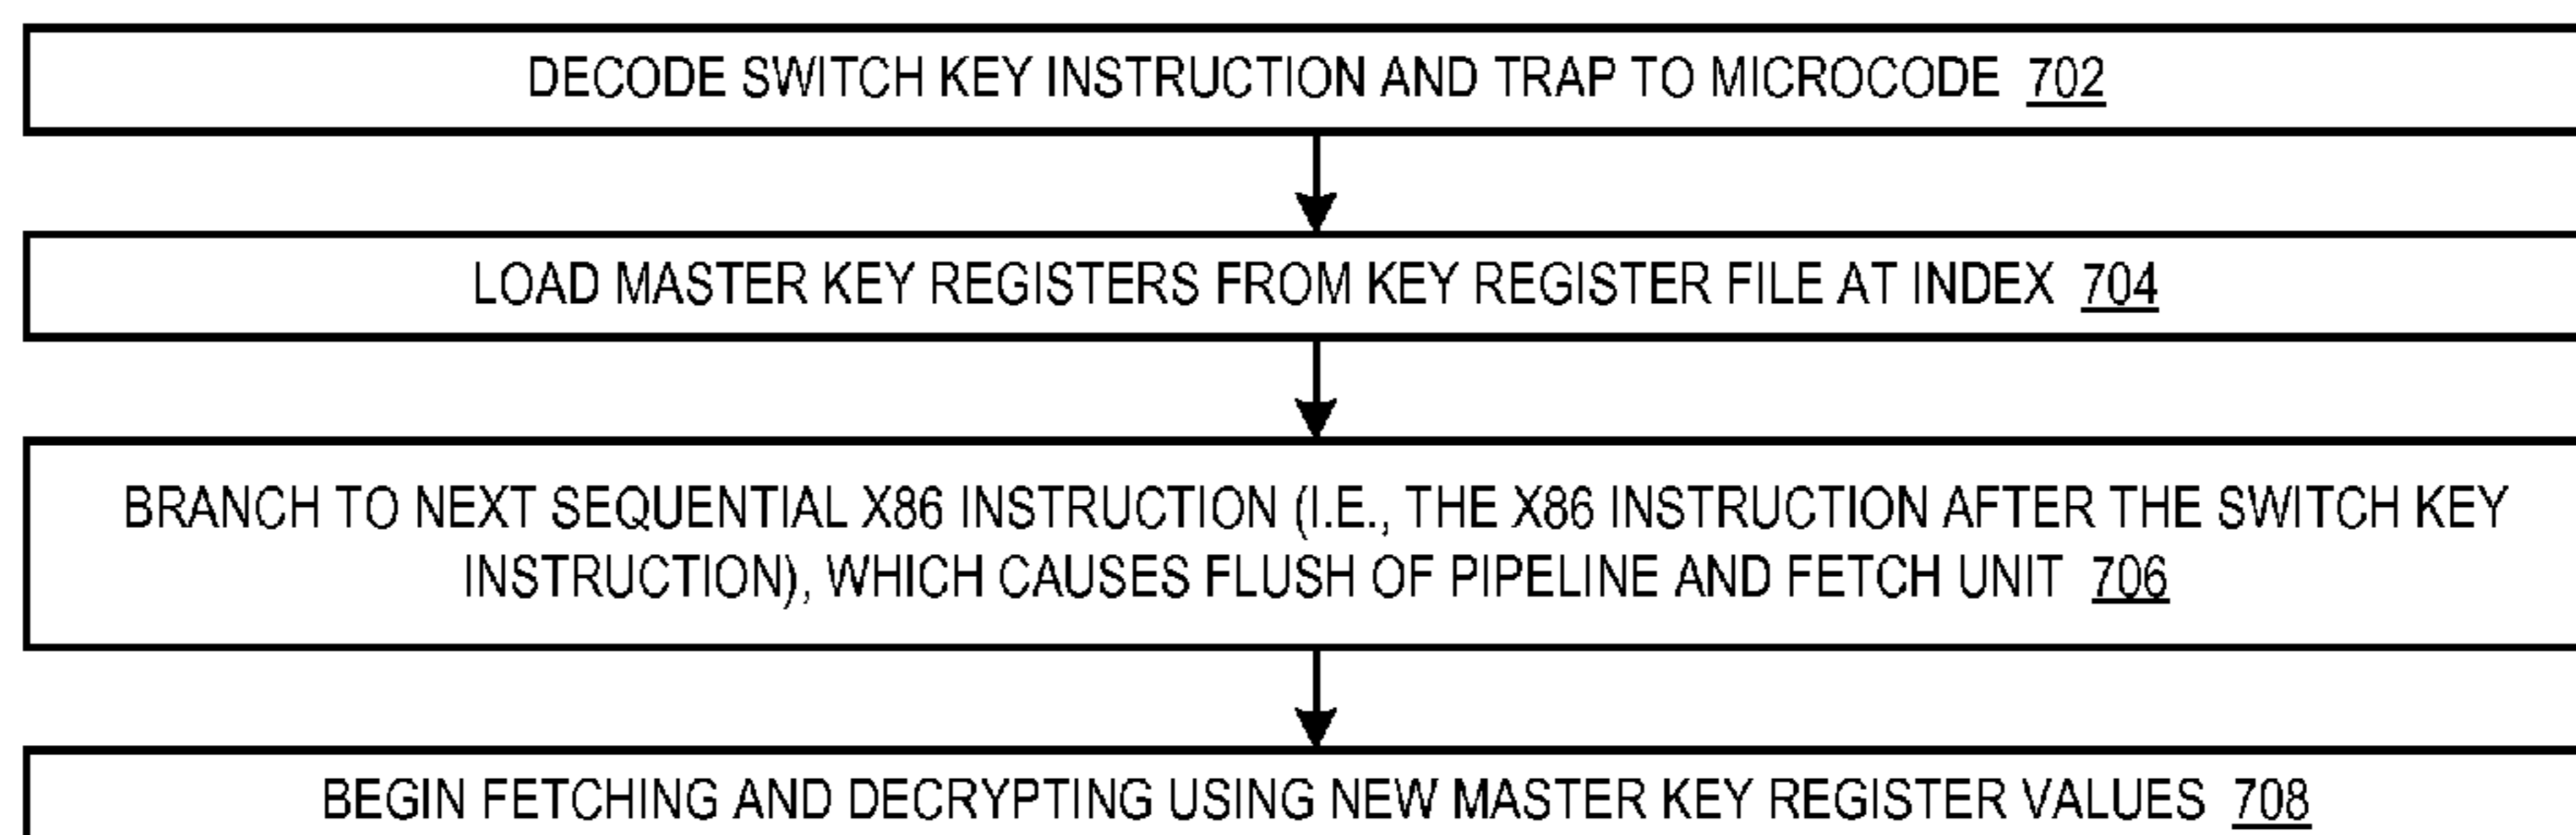 DECODE SWITCH KEY INSTRUCTION AND TRAP TO MICROCODE 702
LOAD MASTER KEY REGISTERS FROM KEY REGISTER FILE AT INDEX 704
BRANCH TO NEXT SEQUENTIAL X86 INSTRUCTION (I.E., THE X86 INSTRUCTION AFTER THE SWITCH KEY
INSTRUCTION), WHICH CAUSES FLUSH OF PIPELINE AND FETCH UNIT 706
BEGIN FETCHING AND DECRYPTING USING NEW MASTER KEY REGISTER VALUES 708